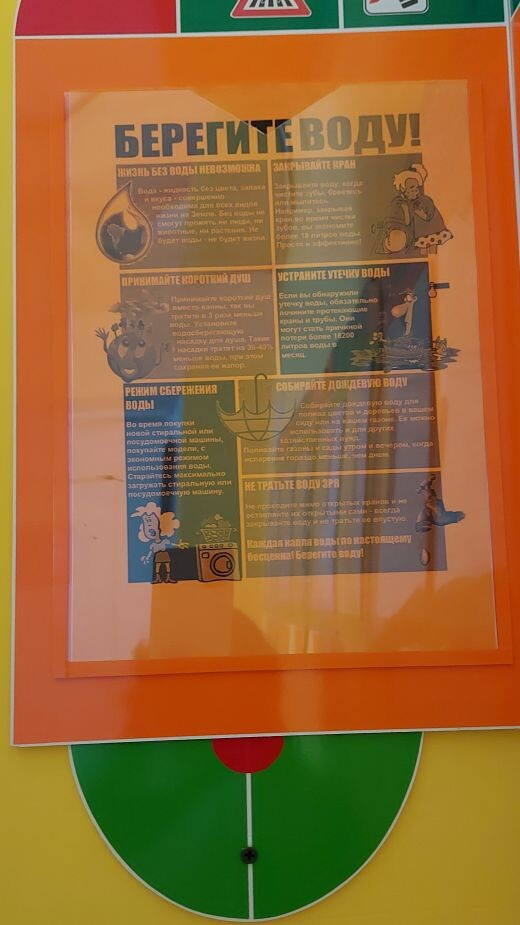 БЕРЕГИТЕ ВОДУ!
ЖИЗНЬ БЕЗ ВОДЫ НЕВОЗМОЖНА
Вода - жидкость без цвета, запаха
и вкуса - совершенно
необходима для всех видов
жизни на Земле. Без воды не
смогут прожить ни люди, ни
животные, ни растения. Не
будет воды - не будет жизни.
ЗАКРЫВАЙТЕ КРАН
Закрывайте воду, когда
чистите зубы, бреетесь
или мылитесь.
Например, закрывая
кран во время чистки
зубов, вы экономите
более 18 литров воды.
Просто и эффективно!
ПРИНИМАЙТЕ КОРОТКИЙ ДУШ
Принимайте короткий душ
вместо ванны, так вы
тратите в 3 раза меньше
воды. Установите
водосберегающую
насадку для душа. Такие
насадки тратят на 30-40%
меньше воды, при этом
сохраняя ее напор.
УСТРАНИТЕ УТЕЧКУ ВОДЫ
Если вы обнаружили
утечку воды, обязательно
почините протекающие
краны и трубы. Они
могут стать причиной
потери более 18200
литров воды в
месяц.
РЕЖИМ СБЕРЕЖЕНИЯ
ВОДЫ
Во время покупки
новой стиральной или
посудомоечной машины,
покупайте модели, с
экономным режимом
использования воды.
Старайтесь максимально
загружать стиральную или
посудомоечную машину.
СОБИРАЙТЕ ДОЖДЕВУЮ ВОДУ
Собирайте дождевую воду для
полива цветов и деревьев в вашем
саду или на вашем газоне. Ее можно
использовать и для других
хозяйственных нужд.
Поливайте газоны и сады утром и вечером, когда
испарение гораздо меньше, чем днем.
НЕ ТРАТЬТЕ ВОДУ ЗРЯ
Не проходите мимо открытых кранов и не
оставляйте их открытыми сами - всегда
закрывайте воду и не тратьте ее впустую.
Каждая капля воды по настоящему
бесценна! Берегите воду!